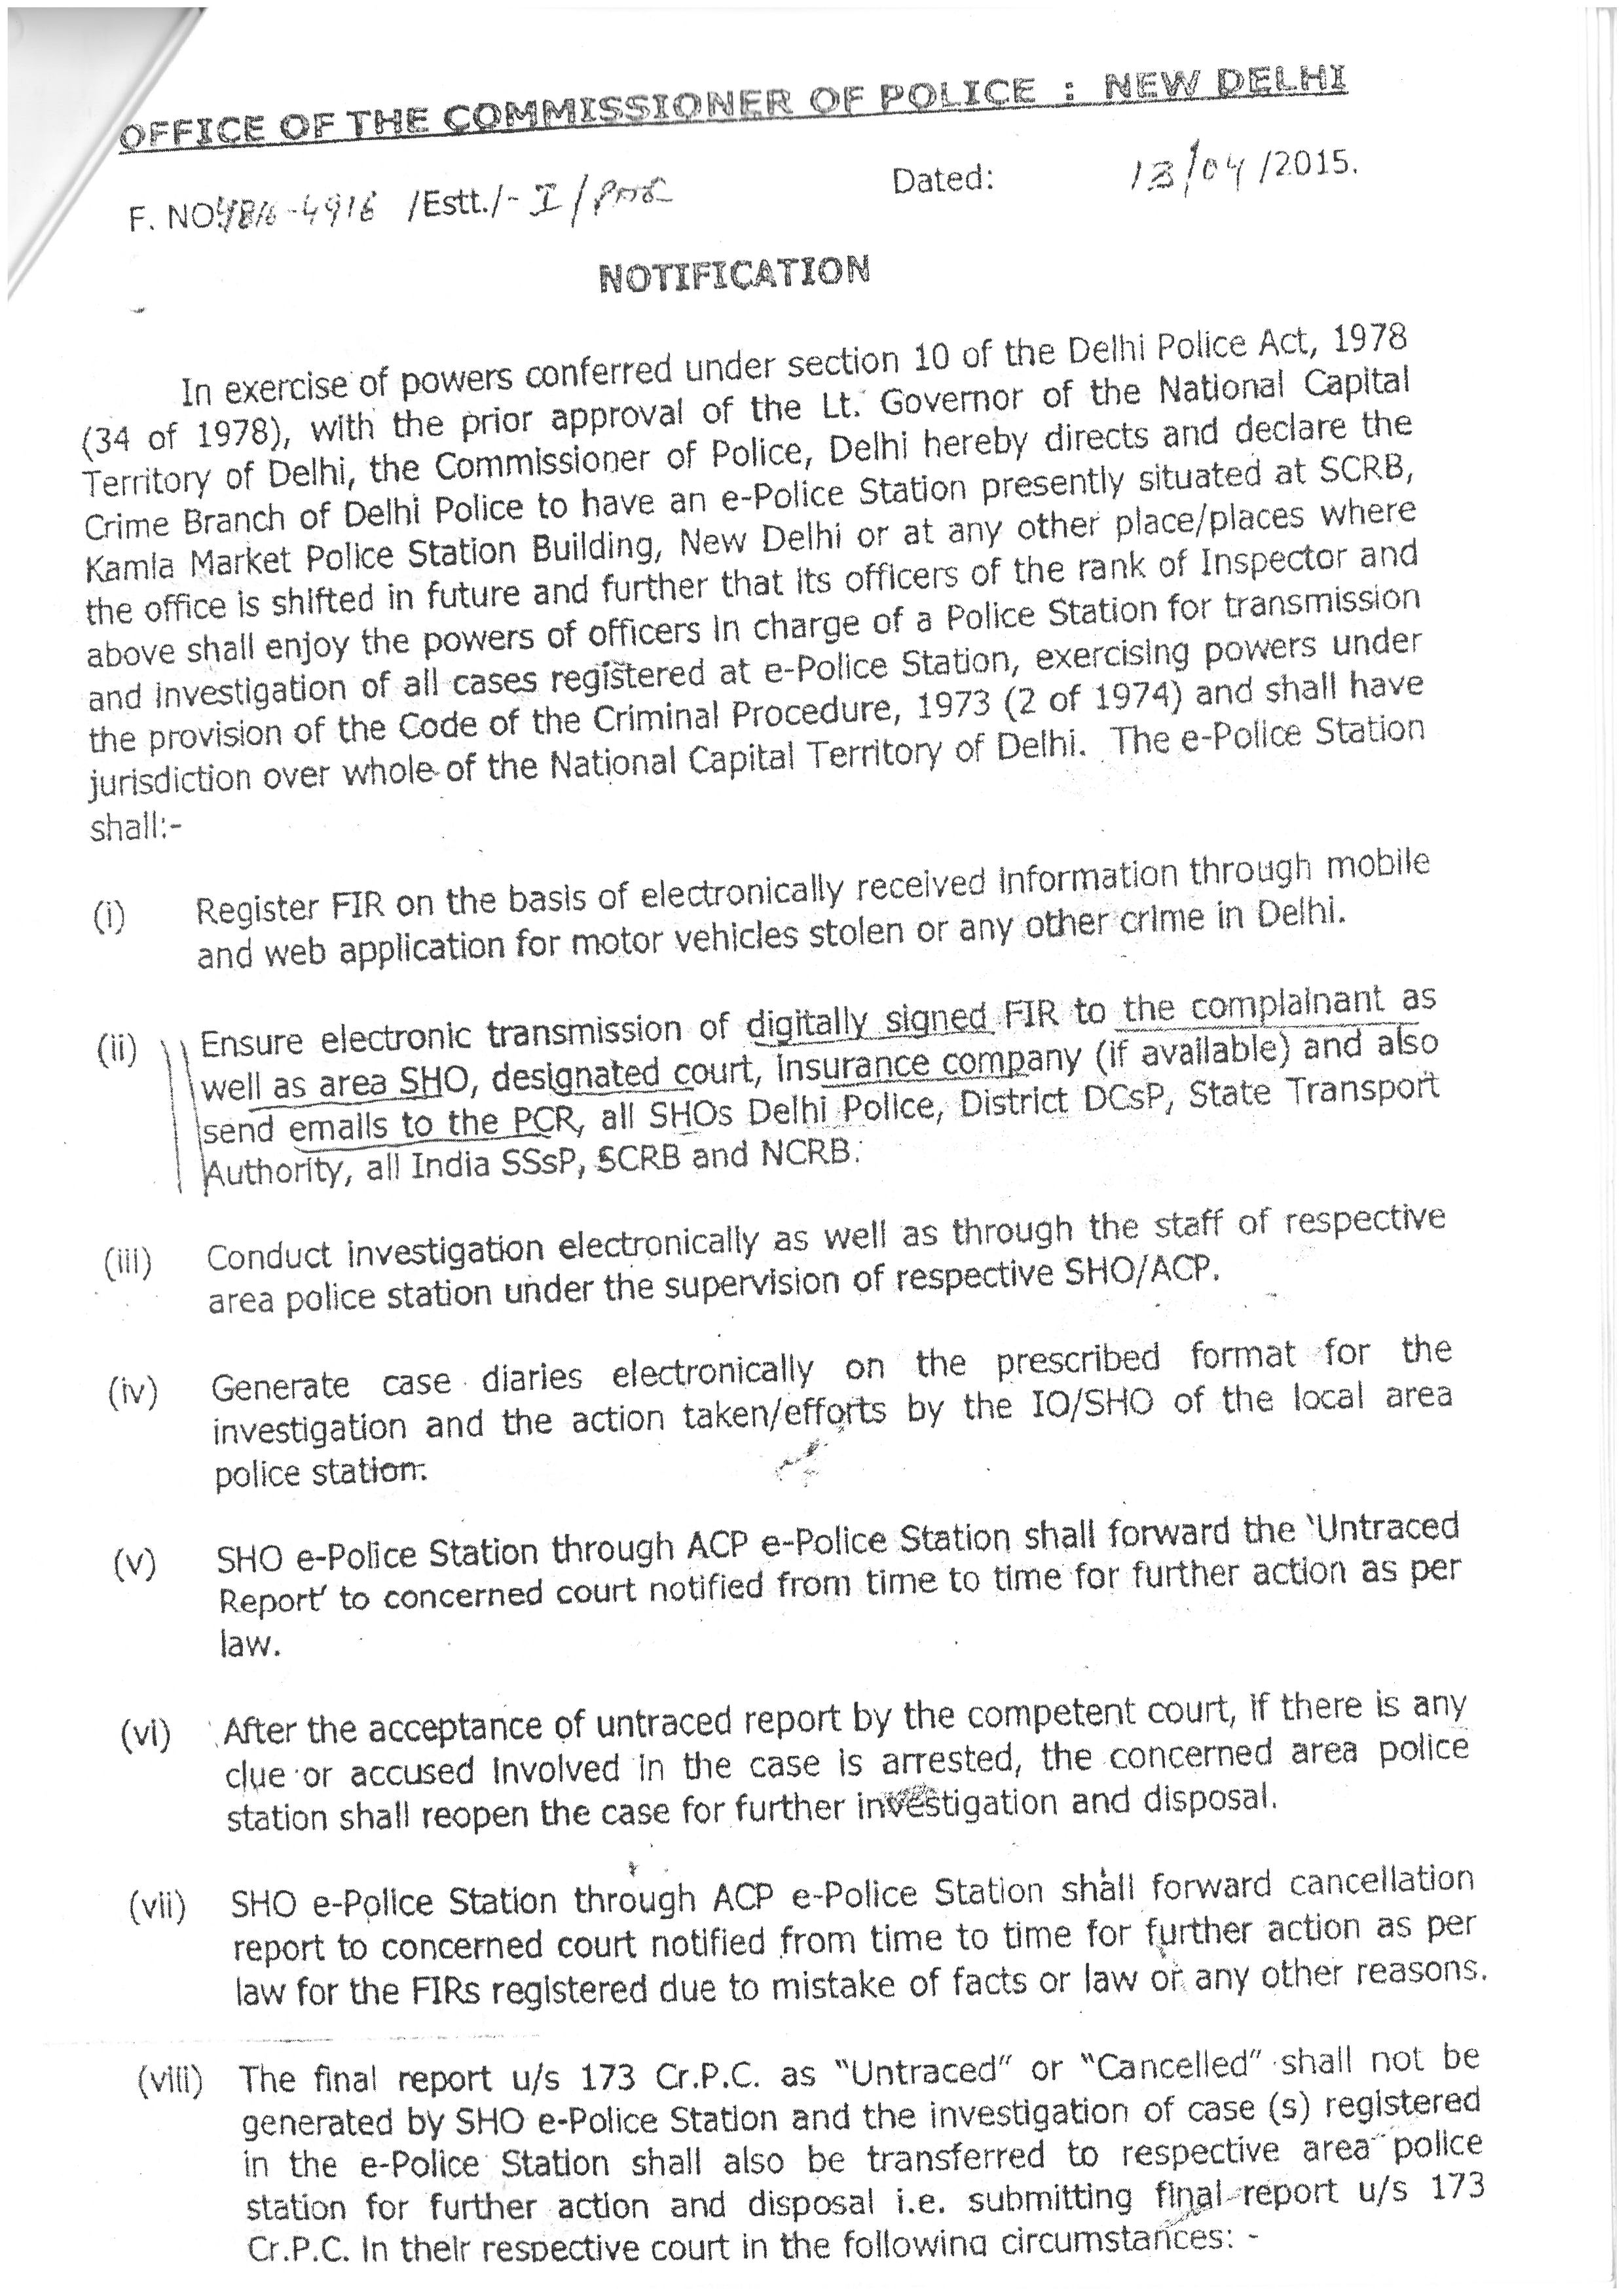 OFFICE OF THE COMMISSIONER OF POLICE : NEW DELHI
F. NO /Estt./- I/ Dated: 13/04/2015.
NOTIFICATION
In exercise of powers conferred under section 10 of the Delhi Police Act, 1978
(34 of 1978), with the prior approval of the Lt. Governor of the National Capital
Territory of Delhi, the Commissioner of Police, Delhi hereby directs and declare the
Crime Branch of Delhi Police to have an e-Police Station presently situated at SCRB,
Kamla Market Police Station Building, New Delhi or at any other place/places where
the office is shifted in future and further that its officers of the rank of Inspector and
above shall enjoy the powers of officers in charge of a Police Station for transmission
and investigation of all cases registered at e-Police Station, exercising powers under
the provision of the Code of the Criminal Procedure, 1973 (2 of 1974) and shall have
jurisdiction over whole of the National Capital Territory of Delhi. The e-Police Station
shall:-
(i) Register FIR on the basis of electronically received information through mobile
and web application for motor vehicles stolen or any other crime in Delhi.
(ii) Ensure electronic transmission of digitally signed FIR to the complainant as
well as area SHO, designated court, insurance company (if available) and also
send emails to the PCR, all SHOs Delhi Police, District DCsP, State Transport
Authority, all India SSsP, SCRB and NCRB.
(iii) Conduct investigation electronically as well as through the staff of respective
area police station under the supervision of respective SHO/ACP.
(iv) Generate case diaries electronically on the prescribed format for the
investigation and the action taken/efforts by the IO/SHO of the local area
police station.
(v) SHO e-Police Station through ACP e-Police Station shall forward the ‘Untraced
Report’ to concerned court notified from time to time for further action as per
law.
(vi) After the acceptance of untraced report by the competent court, if there is any
clue or accused involved in the case is arrested, the concerned area police
station shall reopen the case for further investigation and disposal.
(vii) SHO e-Police Station through ACP e-Police Station shall forward cancellation
report to concerned court notified from time to time for further action as per
law for the FIRs registered due to mistake of facts or law or any other reasons.
(viii) The final report u/s 173 Cr.P.C. as “Untraced” or “Cancelled” shall not be
generated by SHO e-Police Station and the investigation of case (s) registered
in the e-Police Station shall also be transferred to respective area police
station for further action and disposal i.e. submitting final report u/s 173
Cr.P.C. in their respective court in the following circumstances: -